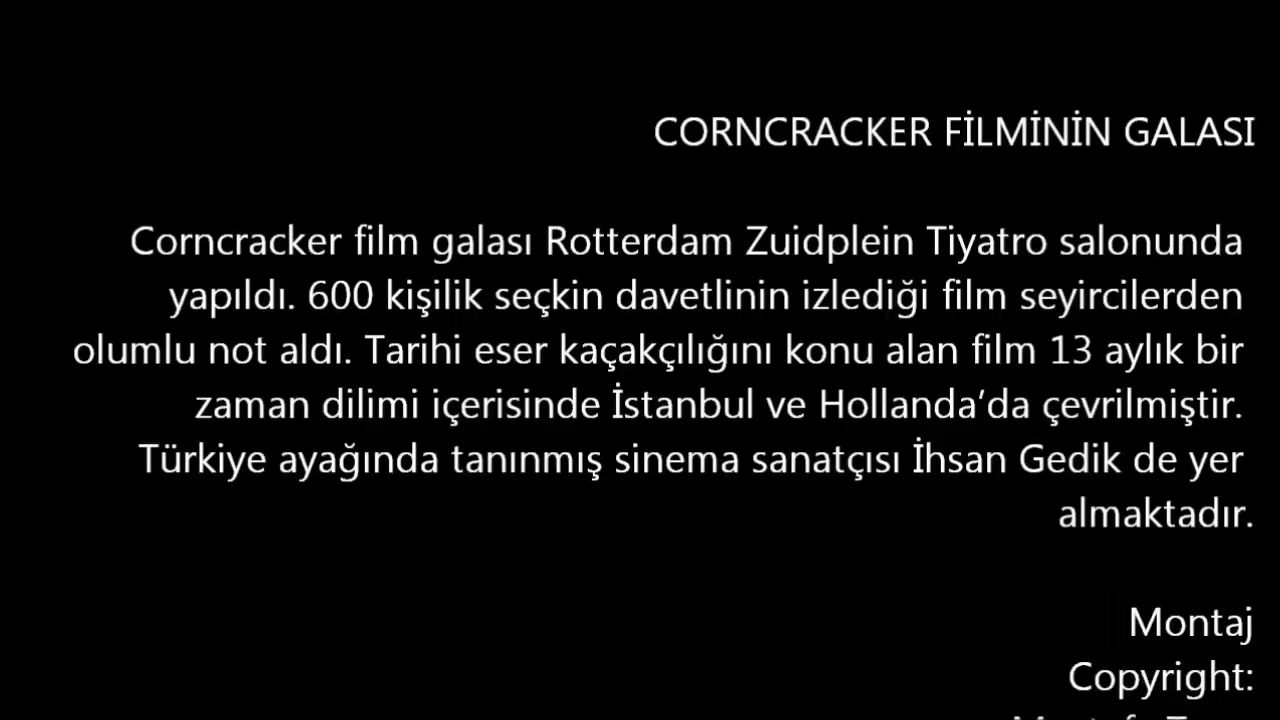 CORNCRACKER FİLMİNİN GALASI
Corncracker film galası Rotterdam Zuidplein Tiyatro salonunda
yapıldı. 600 kişilik seçkin davetlinin izlediği film seyircilerden
olumlu not aldı. Tarihi eser kaçakçılığını konu alan film 13 aylık bir
zaman dilimi içerisinde İstanbul ve Hollanda’da çevrilmiştir.
Türkiye ayağında tanınmış sinema sanatçısı İhsan Gedik de yer
almaktadır.
Montaj
Copyright: